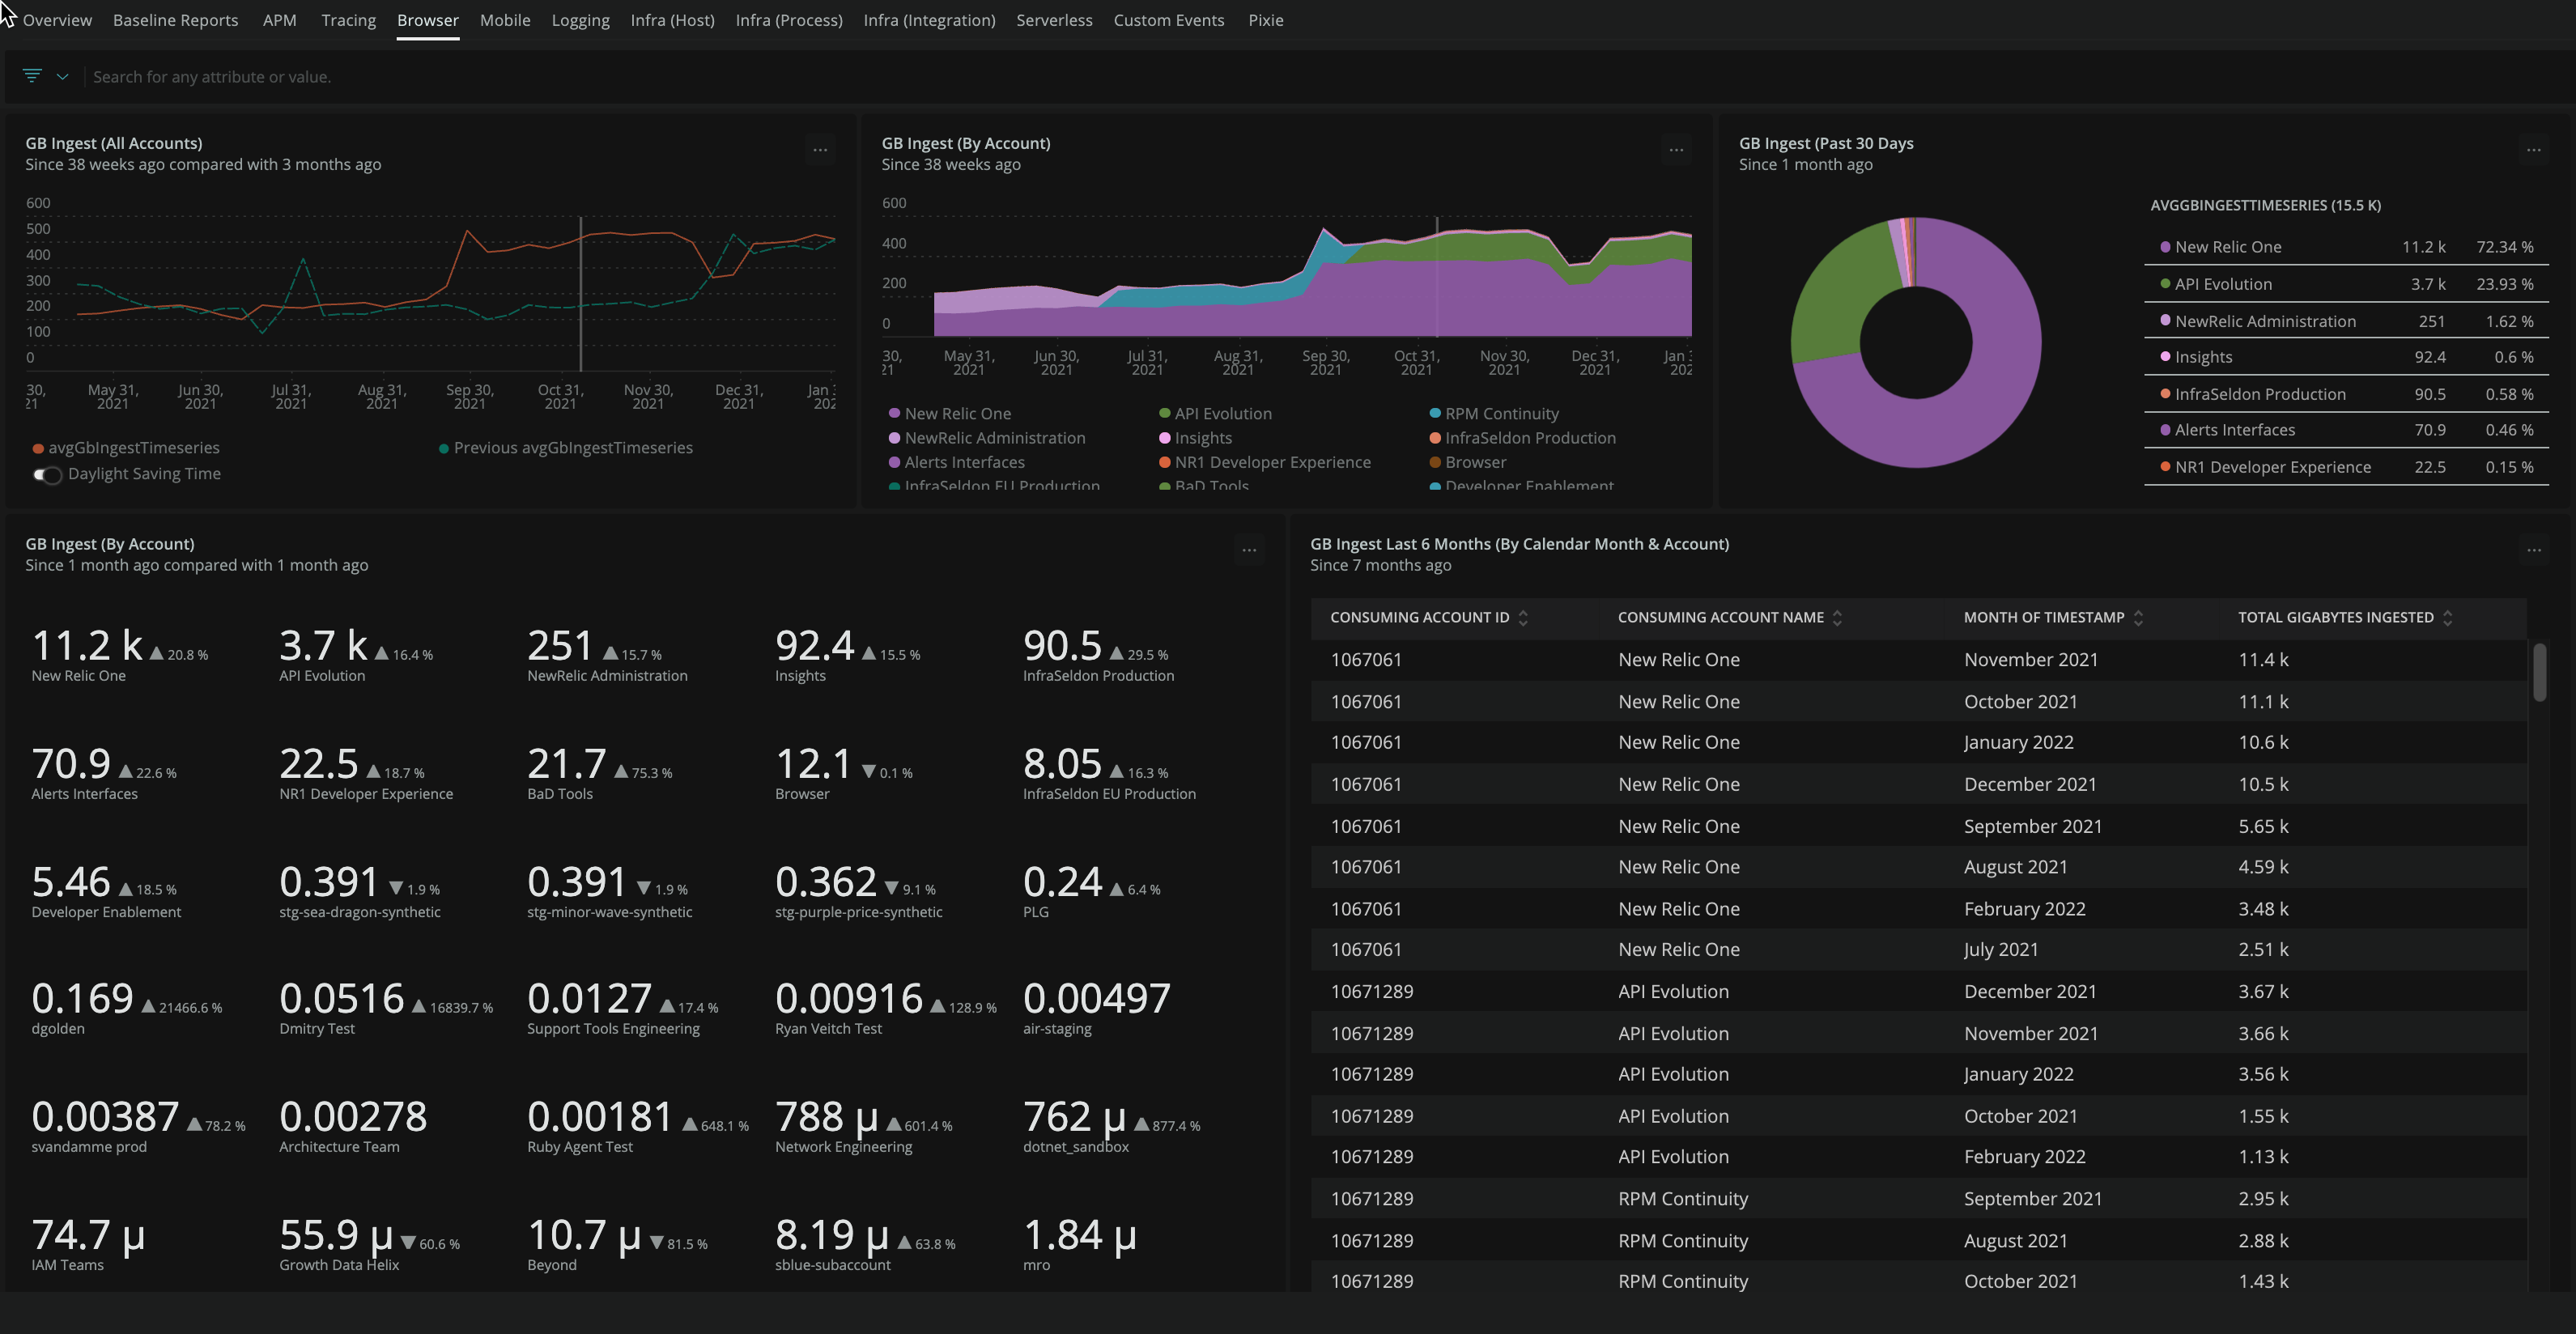 Overview Baseline Reports APM Tracing Browser Mobile Logging Infra (Host) Infra (Process) Infra (Integration) Serverless Custom Events Pixie
Search for any attribute or value.
GB Ingest (All Accounts)
Since 38 weeks ago compared with 3 months ago
600
500
400
300
200
100
0
30, 21 May 31, 2021 Jun 30, 2021 Jul 31, 2021 Aug 31, 2021 Sep 30, 2021 Oct 31, 2021 Nov 30, 2021 Dec 31, 2021 Jan
avgGbIngestTimeseries Previous avgGbIngestTimeseries
Daylight Saving Time
GB Ingest (By Account)
Since 38 weeks ago
600
400
200
0
30, 21 May 31, 2021 Jun 30, 2021 Jul 31, 2021 Aug 31, 2021 Sep 30, 2021 Oct 31, 2021 Nov 30, 2021 Dec 31, 2021 Jan
New Relic One API Evolution RPM Continuity
NewRelic Administration Insights InfraSeldon Production
Alerts Interfaces NR1 Developer Experience Browser
InfraSeldon EU Production BaD Tools Developer Enablement
GB Ingest (Past 30 Days
Since 1 month ago
AVGGBINGESTTIMESERIES (15.5 K)
New Relic One 11.2 k 72.34 %
API Evolution 3.7 k 23.93 %
NewRelic Administration 251 1.62 %
Insights 92.4 0.6 %
InfraSeldon Production 90.5 0.58 %
Alerts Interfaces 70.9 0.46 %
NR1 Developer Experience 22.5 0.15 %
GB Ingest (By Account)
Since 1 month ago compared with 1 month ago
11.2 k 20.8 % 3.7 k 16.4 % 251 15.7 % 92.4 15.5 % 90.5 29.5 %
New Relic One API Evolution NewRelic Administration Insights InfraSeldon Production
70.9 22.6 % 22.5 18.7 % 21.7 75.3 % 12.1 0.1 % 8.05 16.3 %
Alerts Interfaces NR1 Developer Experience BaD Tools Browser InfraSeldon EU Production
5.46 18.5 % 0.391 1.9 % 0.391 1.9 % 0.362 9.1 % 0.24 6.4 %
Developer Enablement stg-sea-dragon-synthetic stg-minor-wave-synthetic stg-purple-price-synthetic PLG
0.169 21466.6 % 0.0516 16839.7 % 0.0127 17.4 % 0.00916 128.9 % 0.00497
dgolden Dmitry Test Support Tools Engineering Ryan Veitch Test air-staging
0.00387 78.2 % 0.00278 0.00181 648.1 % 788 µ 601.4 % 762 µ 877.4 %
svandamme prod Architecture Team Ruby Agent Test Network Engineering dotnet_sandbox
74.7 µ 55.9 µ 60.6 % 10.7 µ 81.5 % 8.19 µ 63.8 % 1.84 µ
IAM Teams Growth Data Helix Beyond sblue-subaccount mro
GB Ingest Last 6 Months (By Calendar Month & Account)
Since 7 months ago
CONSUMING ACCOUNT ID CONSUMING ACCOUNT NAME MONTH OF TIMESTAMP TOTAL GIGABYTES INGESTED
1067061 New Relic One November 2021 11.4 k
1067061 New Relic One October 2021 11.1 k
1067061 New Relic One January 2022 10.6 k
1067061 New Relic One December 2021 10.5 k
1067061 New Relic One September 2021 5.65 k
1067061 New Relic One August 2021 4.59 k
1067061 New Relic One February 2022 3.48 k
1067061 New Relic One July 2021 2.51 k
10671289 API Evolution December 2021 3.67 k
10671289 API Evolution November 2021 3.66 k
10671289 API Evolution January 2022 3.56 k
10671289 API Evolution October 2021 1.55 k
10671289 API Evolution February 2022 1.13 k
10671289 RPM Continuity September 2021 2.95 k
10671289 RPM Continuity August 2021 2.88 k
10671289 RPM Continuity October 2021 1.43 k